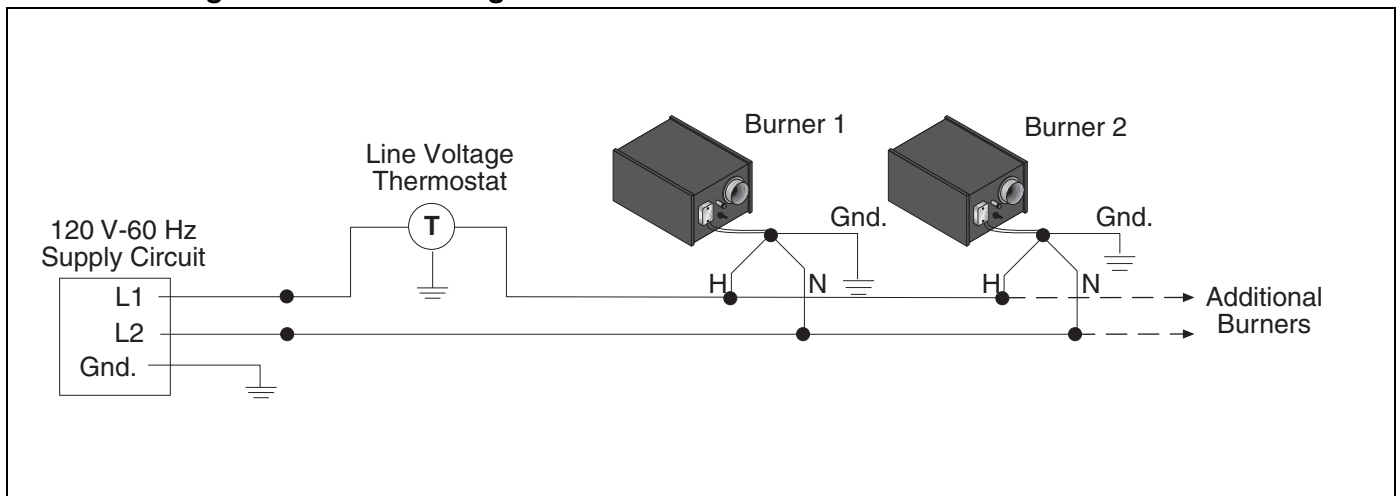 Burner 1
Burner 2
Line Voltage
Thermostat
T
120 V-60 Hz
Supply Circuit
L1
L2
Gnd.
H
N
Gnd.
H
N
Gnd.
Additional
Burners